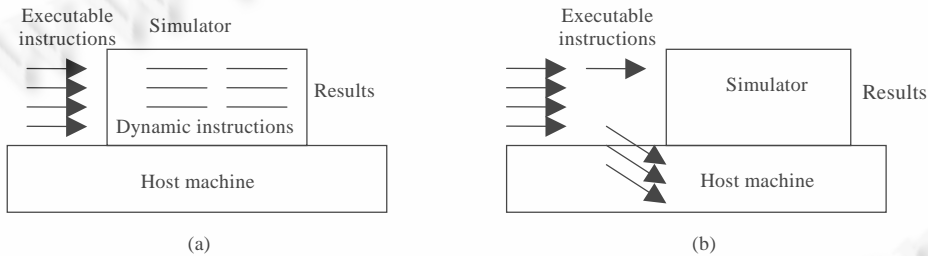 Executable
instructions
Simulator
Results
Dynamic instructions
Host machine
(a)
Executable
instructions
Simulator
Results
Host machine
(b)